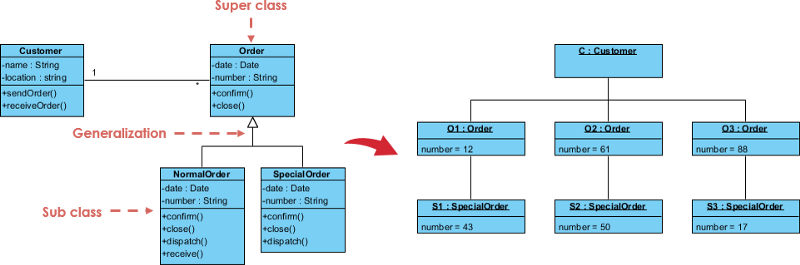 Super class
Customer
-name : String
-location : string
+sendOrder()
+receiveOrder()
1
*
Order
-date : Date
-number : String
+confirm()
+close()
Generalization
NormalOrder
-date : Date
-number : String
+confirm()
+close()
+dispatch()
+receive()
SpecialOrder
-date : Date
-number : String
+confirm()
+close()
+dispatch()
Sub class
C : Customer
O1 : Order
number = 12
O2 : Order
number = 61
O3 : Order
number = 88
S1 : SpecialOrder
number = 43
S2 : SpecialOrder
number = 50
S3 : SpecialOrder
number = 17